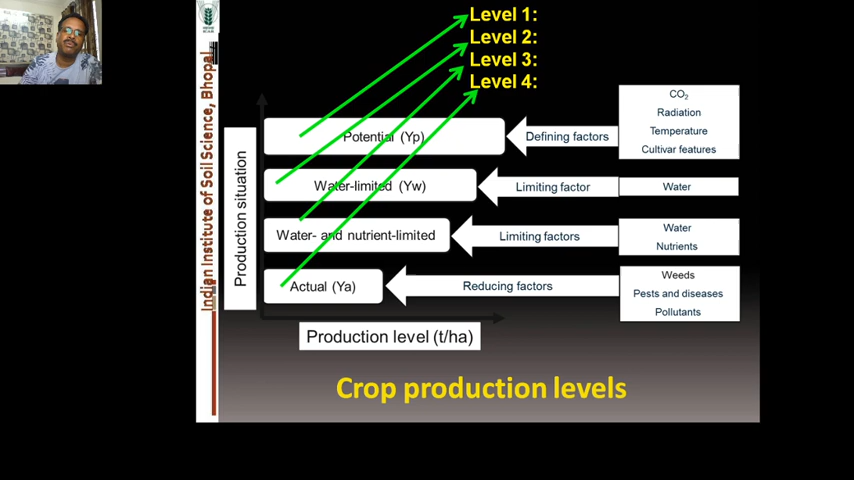 Level 1:
Level 2:
Level 3:
Level 4:
Indian Institute of Soil Science, Bhopal
Production situation
Potential (Yp)
Defining factors
CO₂
Radiation
Temperature
Cultivar features
Water-limited (Yw)
Limiting factor
Water
Water- and nutrient-limited
Limiting factors
Water
Nutrients
Actual (Ya)
Reducing factors
Weeds
Pests and diseases
Pollutants
Production level (t/ha)
Crop production levels